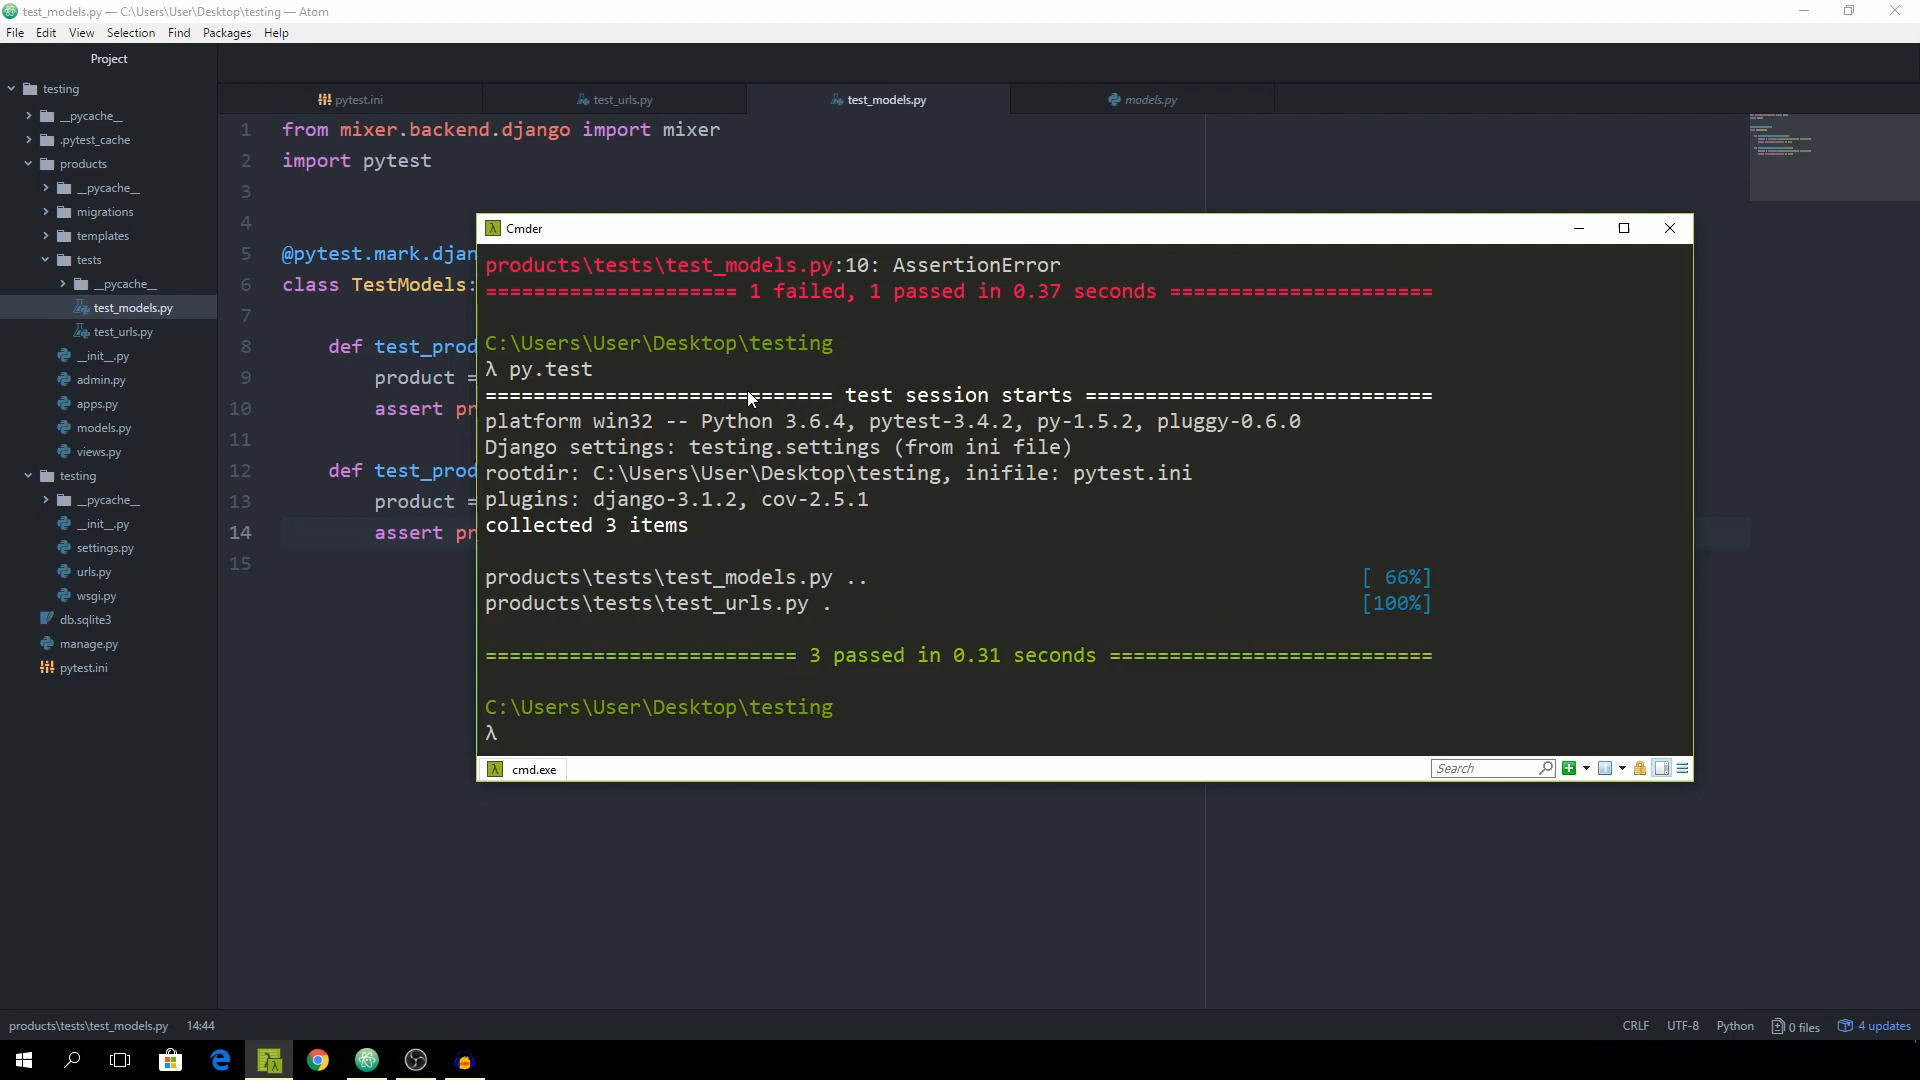 test_models.py — C:\Users\User\Desktop\testing — Atom
File Edit View Selection Find Packages Help
Project
testing
__pycache__
.pytest_cache
products
__pycache__
migrations
templates
tests
__pycache__
test_models.py
test_urls.py
__init__.py
admin.py
apps.py
models.py
views.py
testing
__pycache__
__init__.py
settings.py
urls.py
wsgi.py
db.sqlite3
manage.py
pytest.ini
pytest.ini test_urls.py test_models.py models.py
1 from mixer.backend.django import mixer
2 import pytest
3
4
5 @pytest.mark.djan
6 class TestModels:
7
8 def test_prod
9 product =
10 assert pr
11
12 def test_prod
13 product =
14 assert pr
15
Cmder
products\tests\test_models.py:10: AssertionError
===================== 1 failed, 1 passed in 0.37 seconds ======================
C:\Users\User\Desktop\testing
λ py.test
============================= test session starts =============================
platform win32 -- Python 3.6.4, pytest-3.4.2, py-1.5.2, pluggy-0.6.0
Django settings: testing.settings (from ini file)
rootdir: C:\Users\User\Desktop\testing, inifile: pytest.ini
plugins: django-3.1.2, cov-2.5.1
collected 3 items
products\tests\test_models.py .. [ 66%]
products\tests\test_urls.py . [100%]
========================== 3 passed in 0.31 seconds ===========================
C:\Users\User\Desktop\testing
λ
cmd.exe Search
products\tests\test_models.py 14:44 CRLF UTF-8 Python 0 files 4 updates